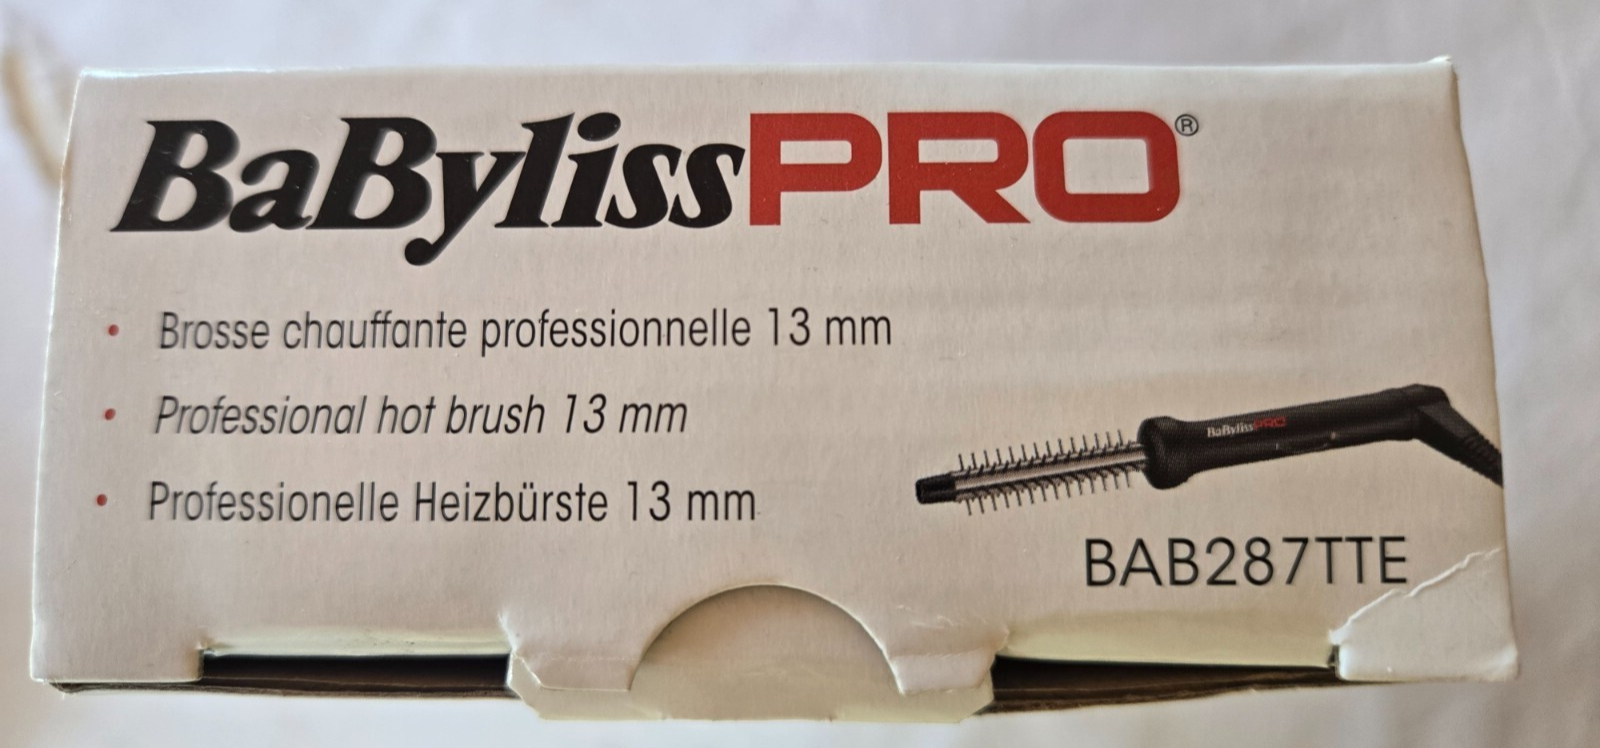 BaBylissPRO®
• Brosse chauffante professionnelle 13 mm
• Professional hot brush 13 mm
• Professionelle Heizbürste 13 mm
BaBylissPRO
BAB287TTE